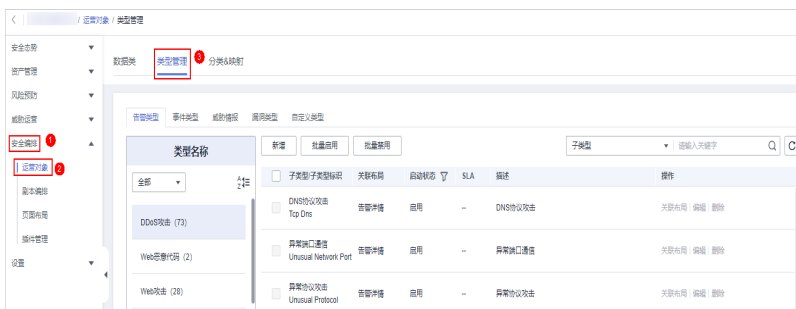 / 运营对象 / 类型管理
安全态势
资产管理
风险预防
威胁运营
安全编排 1
运营对象 2
剧本编排
页面布局
插件管理
设置
数据类 类型管理 3 分类&映射
告警类型 事件类型 威胁情报 漏洞类型 自定义类型
类型名称
全部
DDoS攻击 (73)
Web恶意代码 (2)
Web攻击 (28)
新增 批量启用 批量禁用 子类型 请输入关键字
子类型/子类型标识 关联布局 启动状态 SLA 描述 操作
DNS协议攻击 告警详情 启用 -- DNS协议攻击 关联布局 编辑 删除
Tcp Dns
异常端口通信 告警详情 启用 -- 异常端口通信 关联布局 编辑 删除
Unusual Network Port
异常协议攻击 告警详情 启用 -- 异常协议攻击 关联布局 编辑 删除
Unusual Protocol